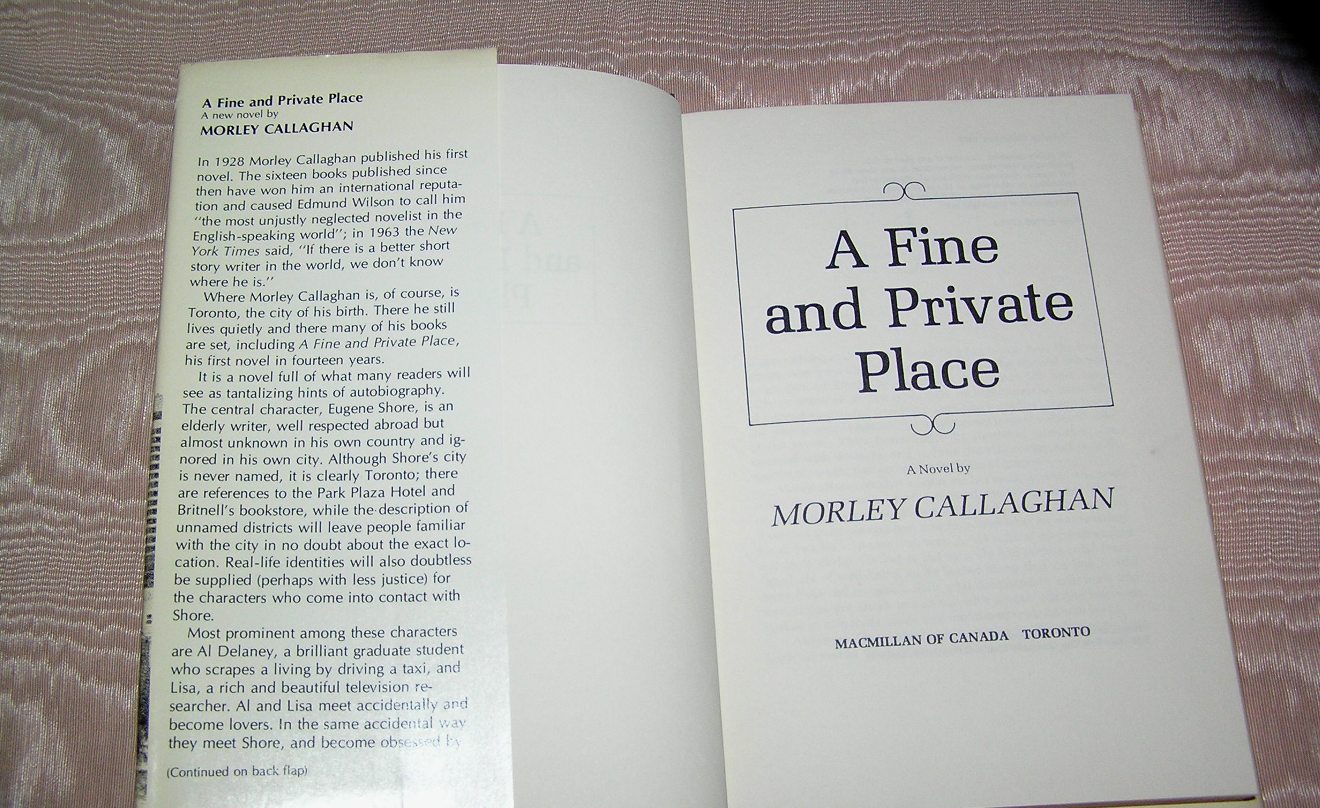 A Fine and Private Place
A new novel by
MORLEY CALLAGHAN
In 1928 Morley Callaghan published his first
novel. The sixteen books published since
then have won him an international reputa-
tion and caused Edmund Wilson to call him
“the most unjustly neglected novelist in the
English-speaking world”; in 1963 the New
York Times said, “If there is a better short
story writer in the world, we don’t know
where he is.”
Where Morley Callaghan is, of course, is
Toronto, the city of his birth. There he still
lives quietly and there many of his books
are set, including A Fine and Private Place,
his first novel in fourteen years.
It is a novel full of what many readers will
see as tantalizing hints of autobiography.
The central character, Eugene Shore, is an
elderly writer, well respected abroad but
almost unknown in his own country and ig-
nored in his own city. Although Shore’s city
is never named, it is clearly Toronto; there
are references to the Park Plaza Hotel and
Britnell’s bookstore, while the description of
unnamed districts will leave people familiar
with the city in no doubt about the exact lo-
cation. Real-life identities will also doubtless
be supplied (perhaps with less justice) for
the characters who come into contact with
Shore.
Most prominent among these characters
are Al Delaney, a brilliant graduate student
who scrapes a living by driving a taxi, and
Lisa, a rich and beautiful television re-
searcher. Al and Lisa meet accidentally and
become lovers. In the same accidental way
they meet Shore, and become obsessed by
(Continued on back flap)
A Fine
and Private
Place
A Novel by
MORLEY CALLAGHAN
MACMILLAN OF CANADA TORONTO